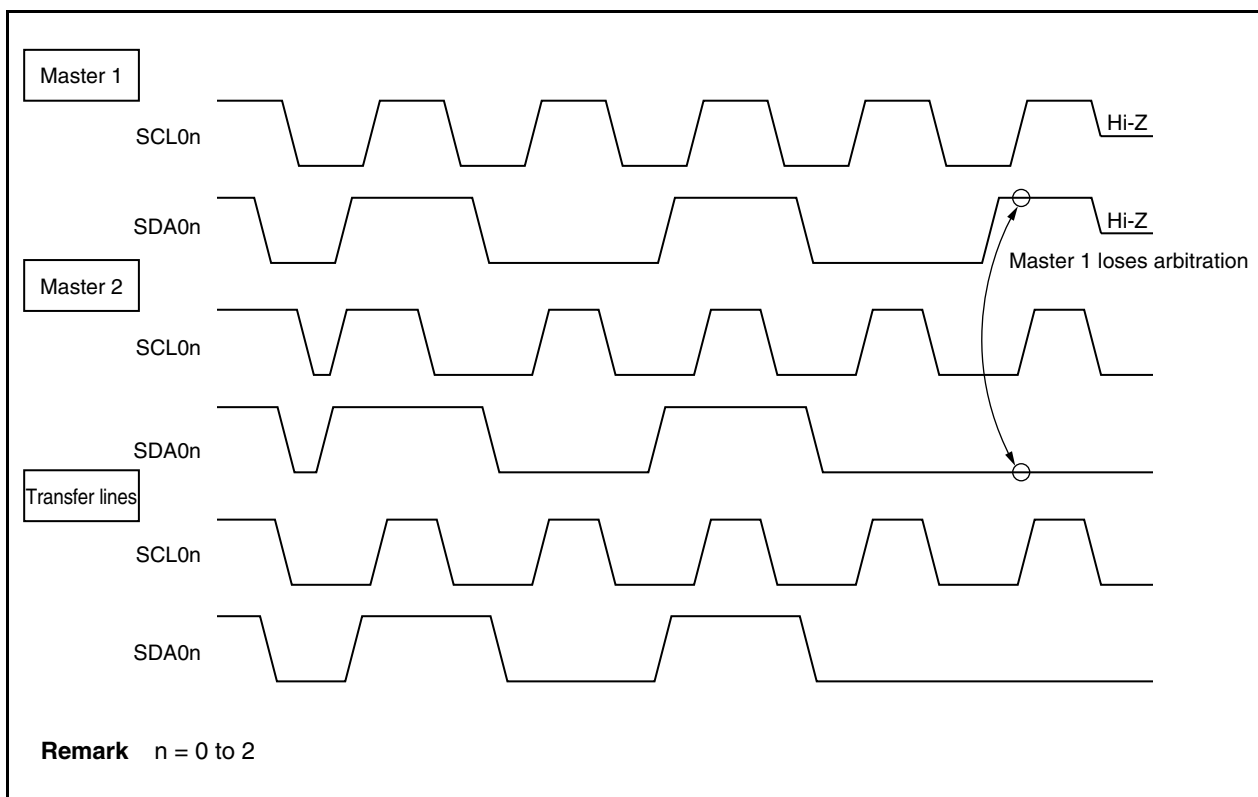 Master 1
SCL0n
Hi-Z
SDA0n
Hi-Z
Master 1 loses arbitration
Master 2
SCL0n
SDA0n
Transfer lines
SCL0n
SDA0n
Remark n = 0 to 2